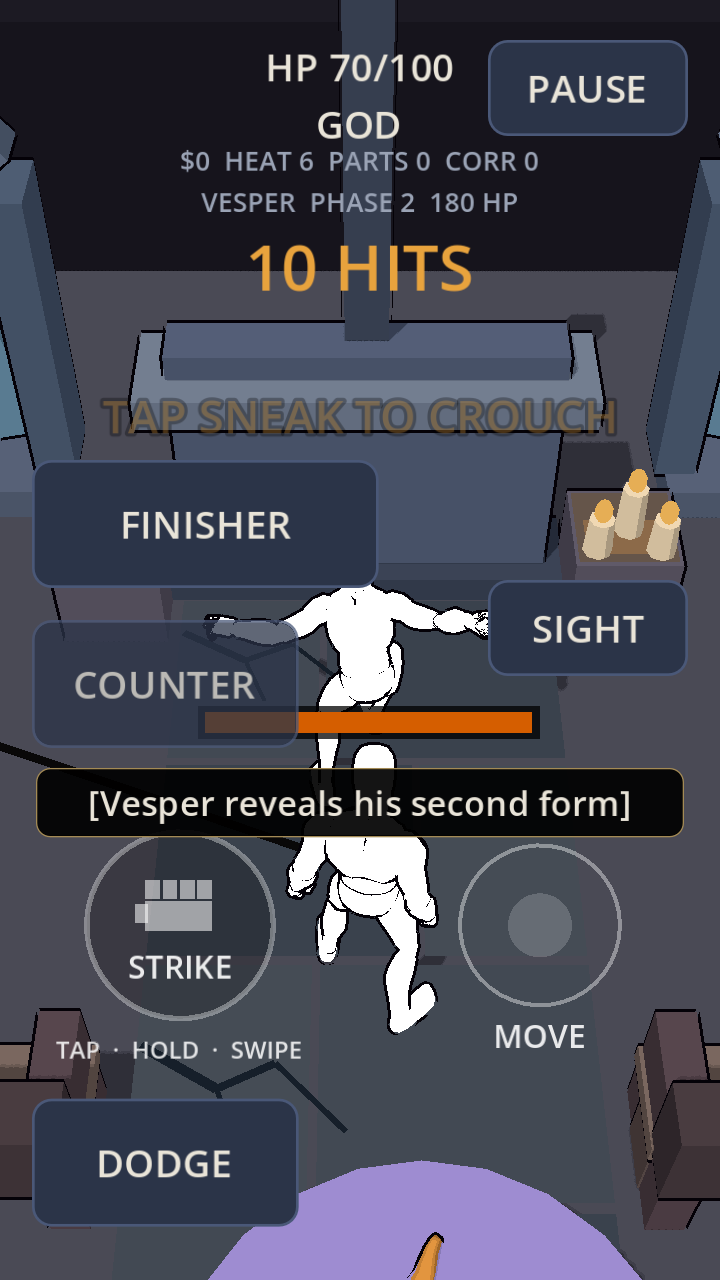 HP 70/100
PAUSE
GOD
$0 HEAT 6 PARTS 0 CORR 0
VESPER PHASE 2 180 HP
10 HITS
TAP SNEAK TO CROUCH
FINISHER
SIGHT
COUNTER
[Vesper reveals his second form]
STRIKE
MOVE
TAP · HOLD · SWIPE
DODGE